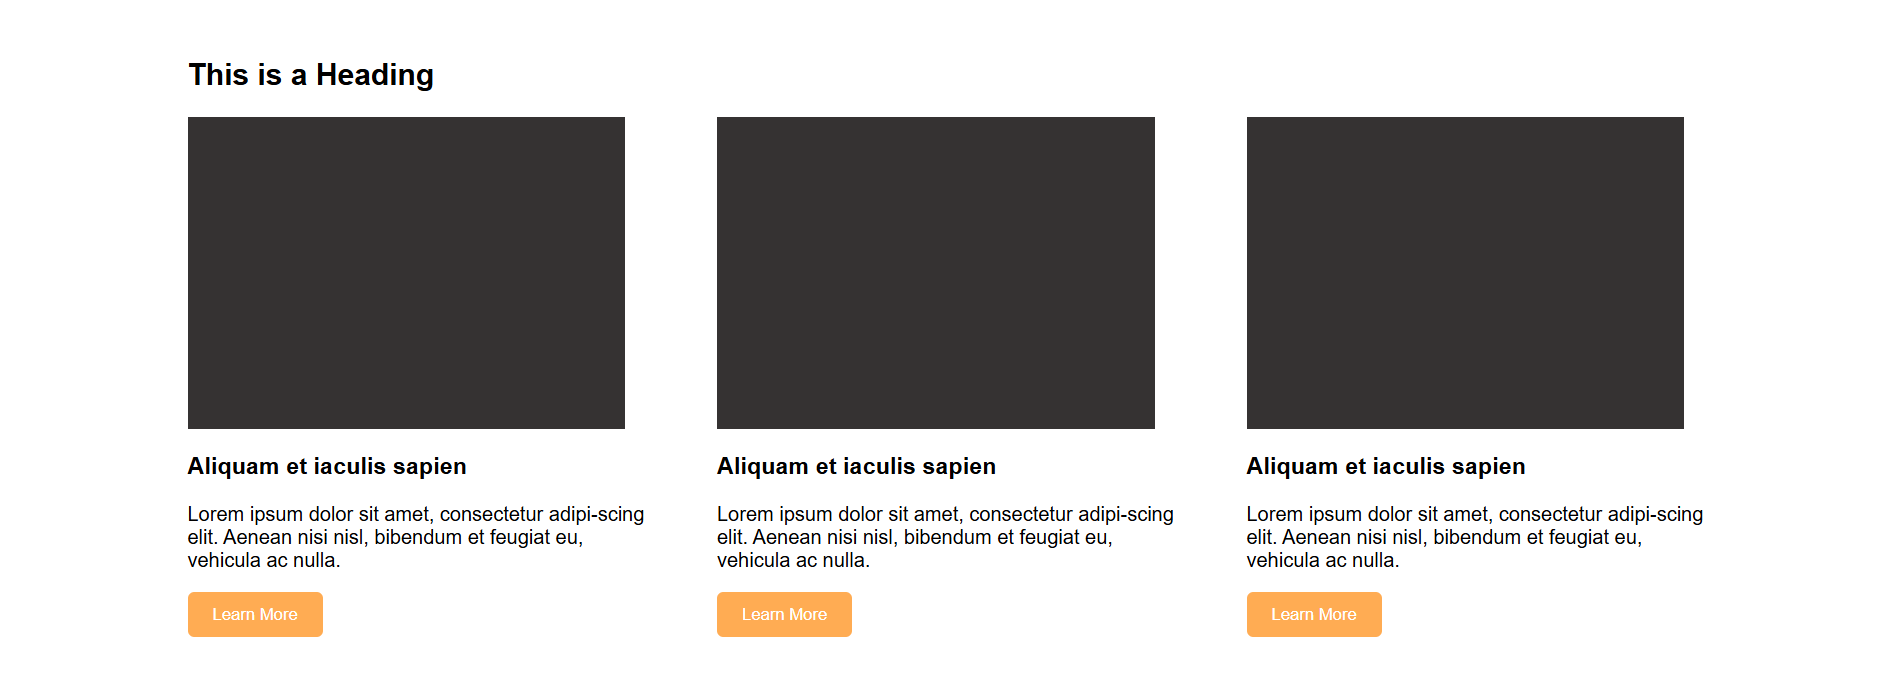 This is a Heading
Aliquam et iaculis sapien
Lorem ipsum dolor sit amet, consectetur adipi-scing
elit. Aenean nisi nisl, bibendum et feugiat eu,
vehicula ac nulla.
Learn More
Aliquam et iaculis sapien
Lorem ipsum dolor sit amet, consectetur adipi-scing
elit. Aenean nisi nisl, bibendum et feugiat eu,
vehicula ac nulla.
Learn More
Aliquam et iaculis sapien
Lorem ipsum dolor sit amet, consectetur adipi-scing
elit. Aenean nisi nisl, bibendum et feugiat eu,
vehicula ac nulla.
Learn More